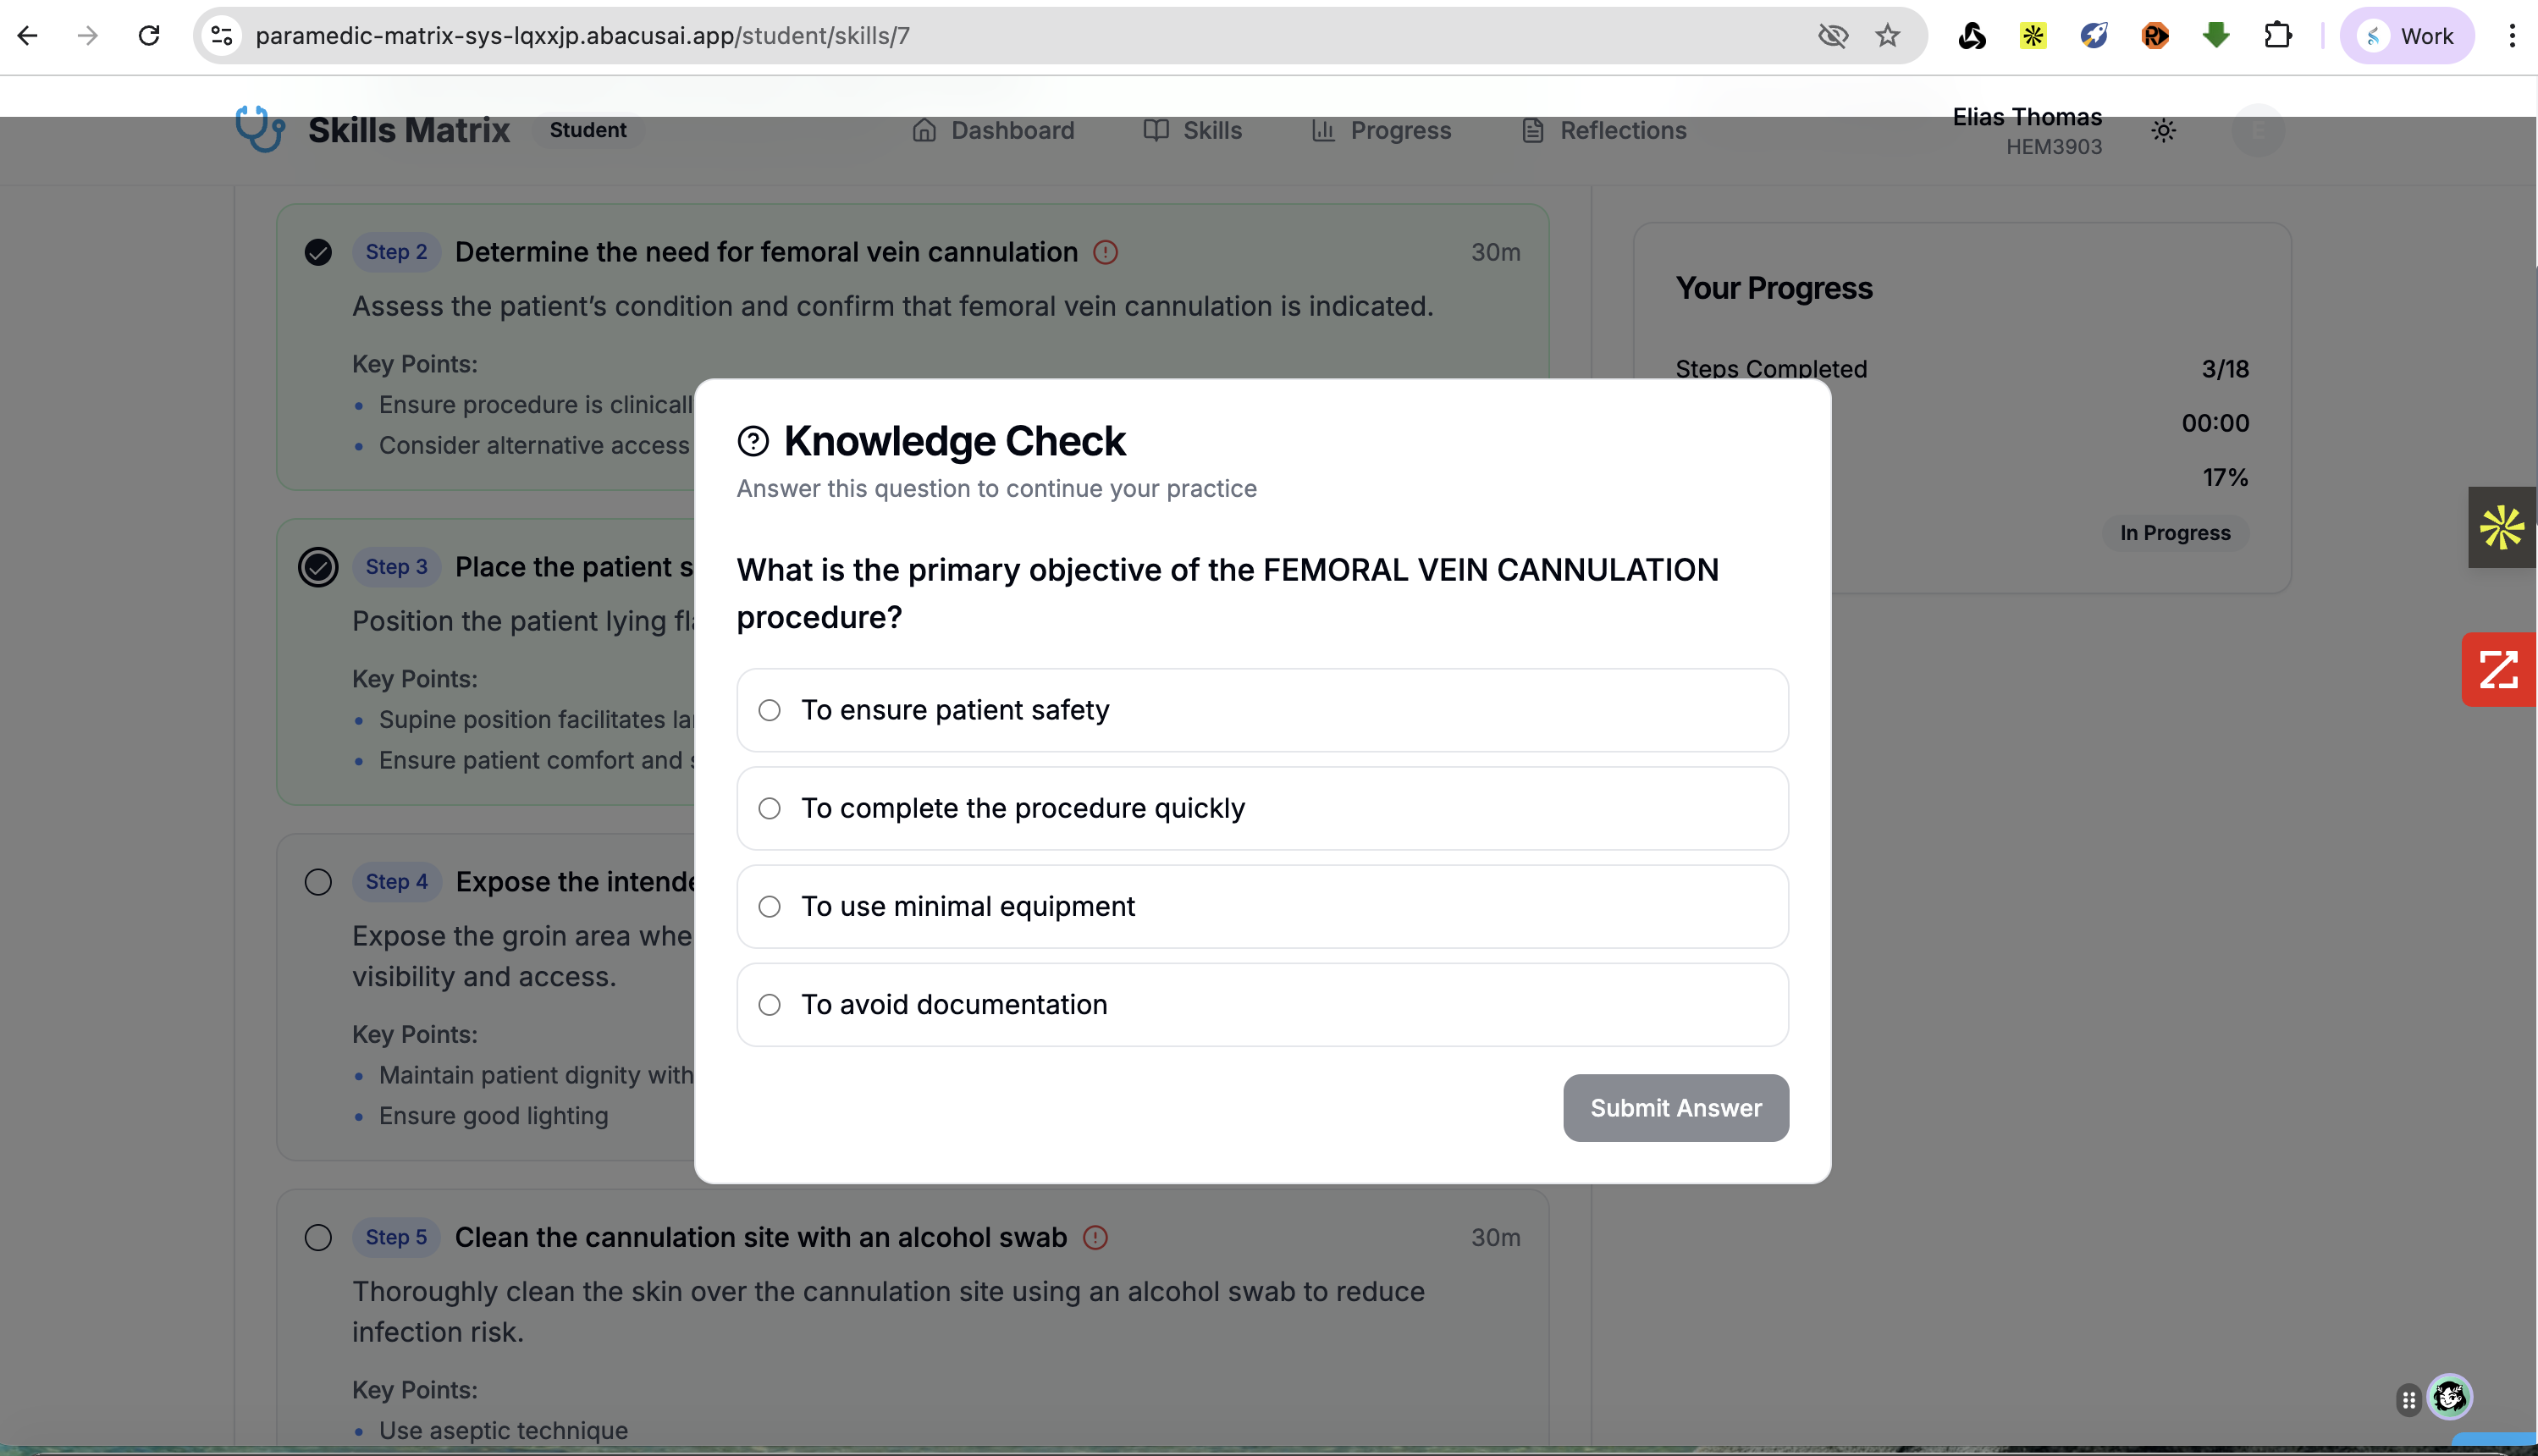 paramedic-matrix-sys-lqxxjp.abacusai.app/student/skills/7
Work
Skills Matrix
Student
Dashboard
Skills
Progress
Reflections
Elias Thomas
HEM3903
E
Step 2
Determine the need for femoral vein cannulation
30m
Assess the patient’s condition and confirm that femoral vein cannulation is indicated.
Key Points:
Ensure procedure is clinicall
Consider alternative access
Step 3
Place the patient s
Position the patient lying fl
Key Points:
Supine position facilitates la
Ensure patient comfort and s
Step 4
Expose the intende
Expose the groin area whe
visibility and access.
Key Points:
Maintain patient dignity with
Ensure good lighting
Step 5
Clean the cannulation site with an alcohol swab
30m
Thoroughly clean the skin over the cannulation site using an alcohol swab to reduce
infection risk.
Key Points:
Use aseptic technique
Your Progress
Steps Completed
3/18
00:00
17%
In Progress
Knowledge Check
Answer this question to continue your practice
What is the primary objective of the FEMORAL VEIN CANNULATION
procedure?
To ensure patient safety
To complete the procedure quickly
To use minimal equipment
To avoid documentation
Submit Answer